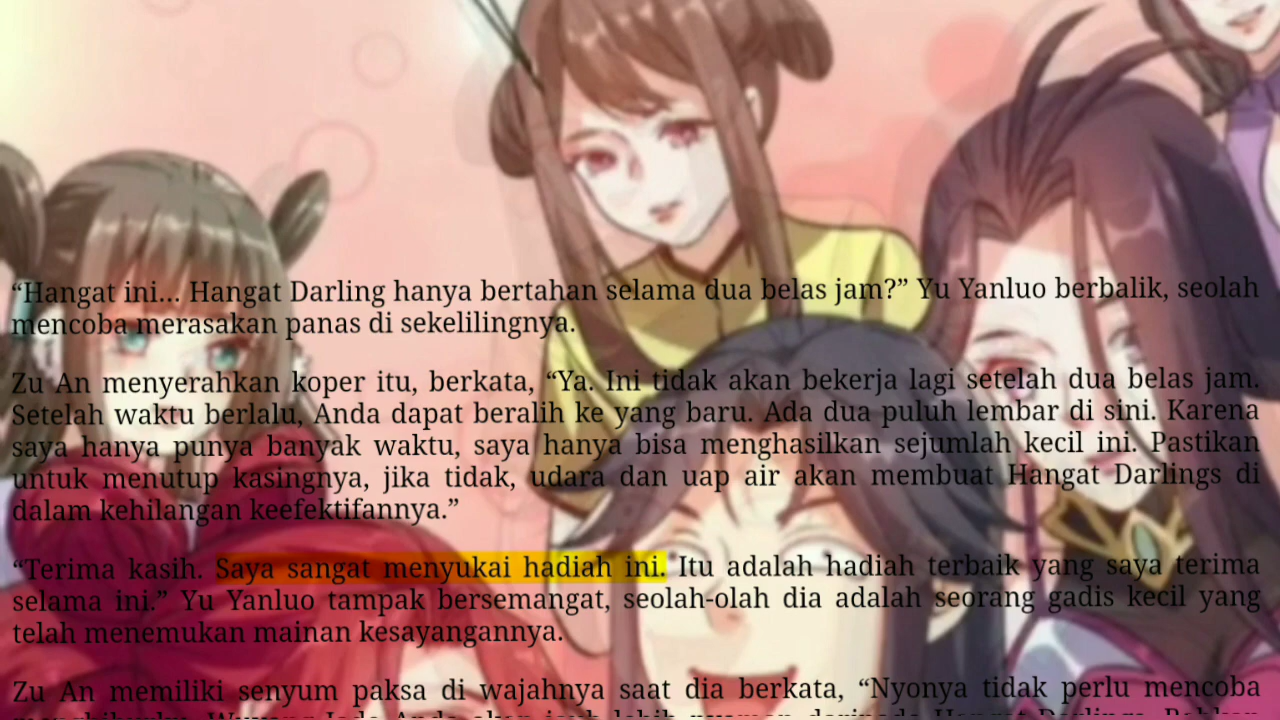 “Hangat ini... Hangat Darling hanya bertahan selama dua belas jam?” Yu Yanluo berbalik, seolah
mencoba merasakan panas di sekelilingnya.
Zu An menyerahkan koper itu, berkata, “Ya. Ini tidak akan bekerja lagi setelah dua belas jam.
Setelah waktu berlalu, Anda dapat beralih ke yang baru. Ada dua puluh lembar di sini. Karena
saya hanya punya banyak waktu, saya hanya bisa menghasilkan sejumlah kecil ini. Pastikan
untuk menutup kasingnya, jika tidak, udara dan uap air akan membuat Hangat Darlings di
dalam kehilangan keefektifannya.”
“Terima kasih. Saya sangat menyukai hadiah ini. Itu adalah hadiah terbaik yang saya terima
selama ini.” Yu Yanluo tampak bersemangat, seolah-olah dia adalah seorang gadis kecil yang
telah menemukan mainan kesayangannya.
Zu An memiliki senyum paksa di wajahnya saat dia berkata, “Nyonya tidak perlu mencoba